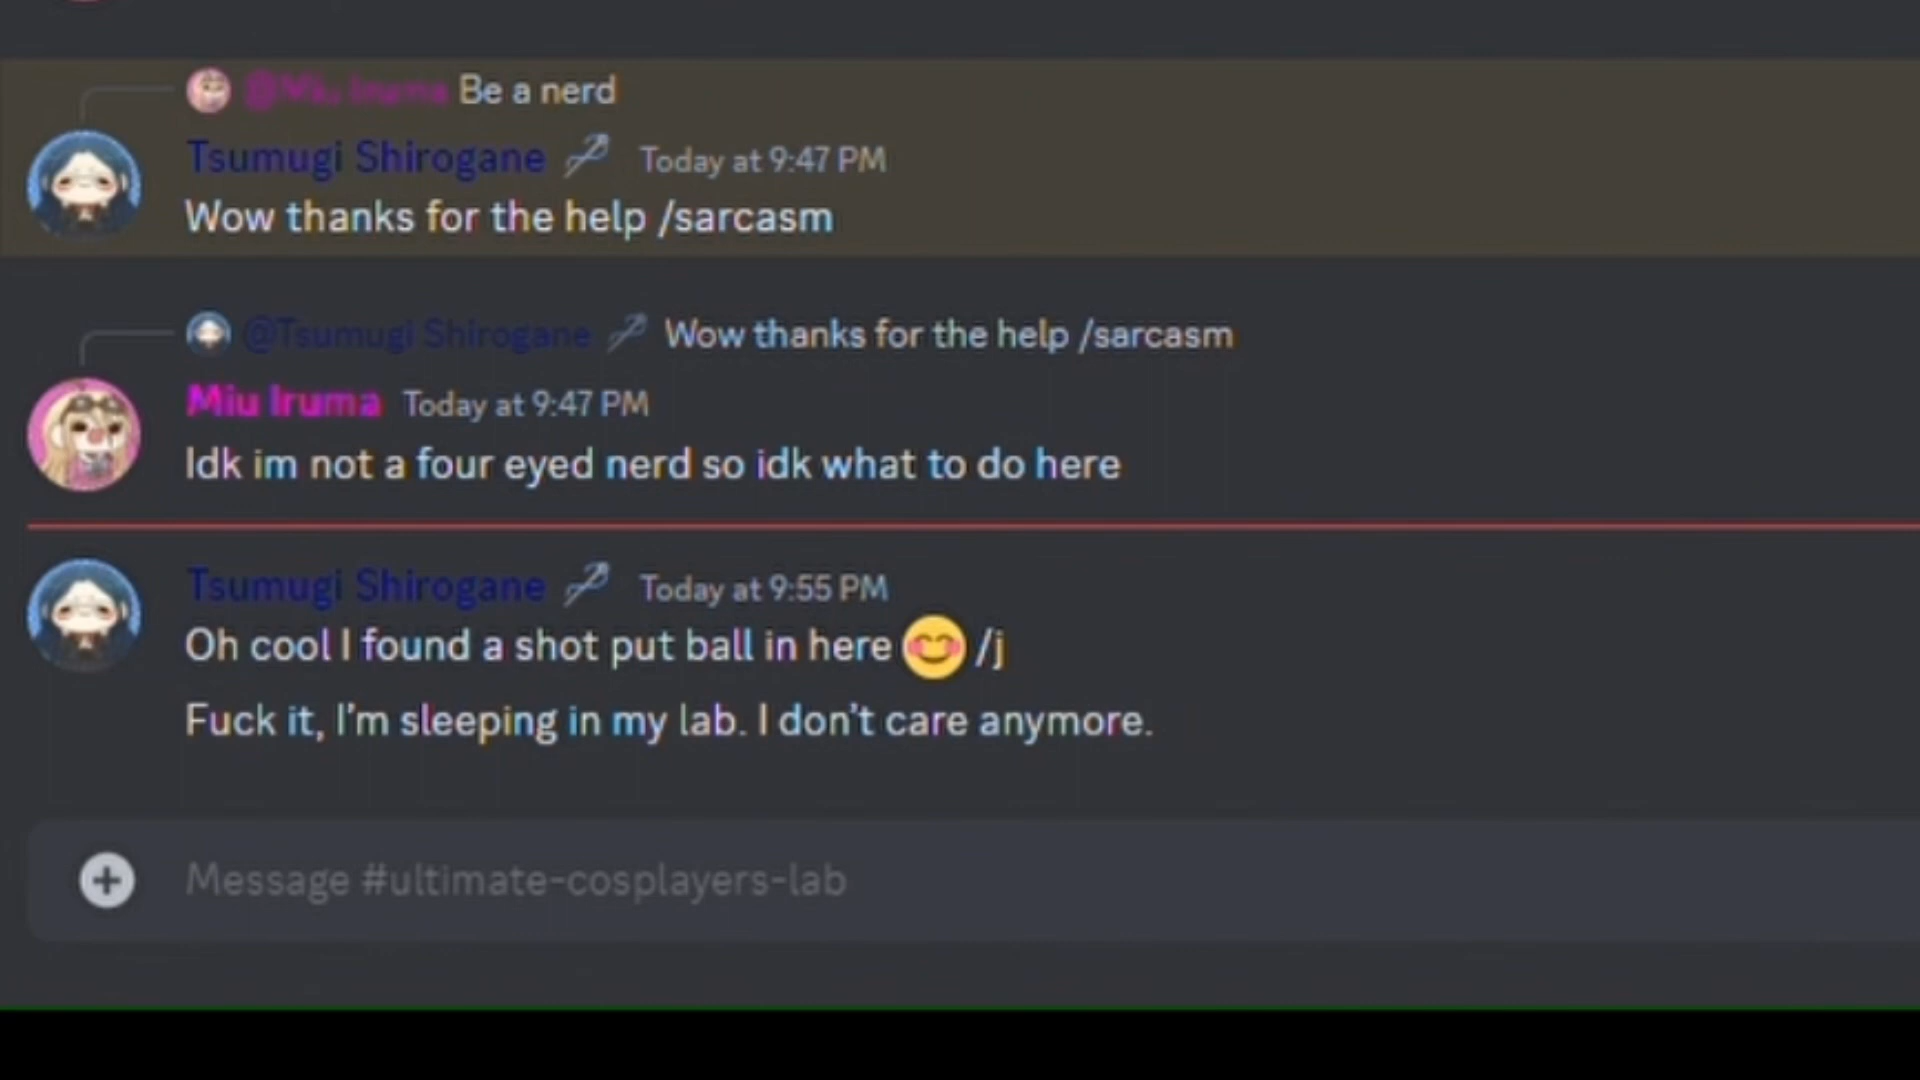 @Miu Iruma Be a nerd
Tsumugi Shirogane Today at 9:47 PM
Wow thanks for the help /sarcasm
@Tsumugi Shirogane Wow thanks for the help /sarcasm
Miu Iruma Today at 9:47 PM
Idk im not a four eyed nerd so idk what to do here
Tsumugi Shirogane Today at 9:55 PM
Oh cool I found a shot put ball in here 😊 /j
Fuck it, I'm sleeping in my lab. I don't care anymore.
Message #ultimate-cosplayers-lab